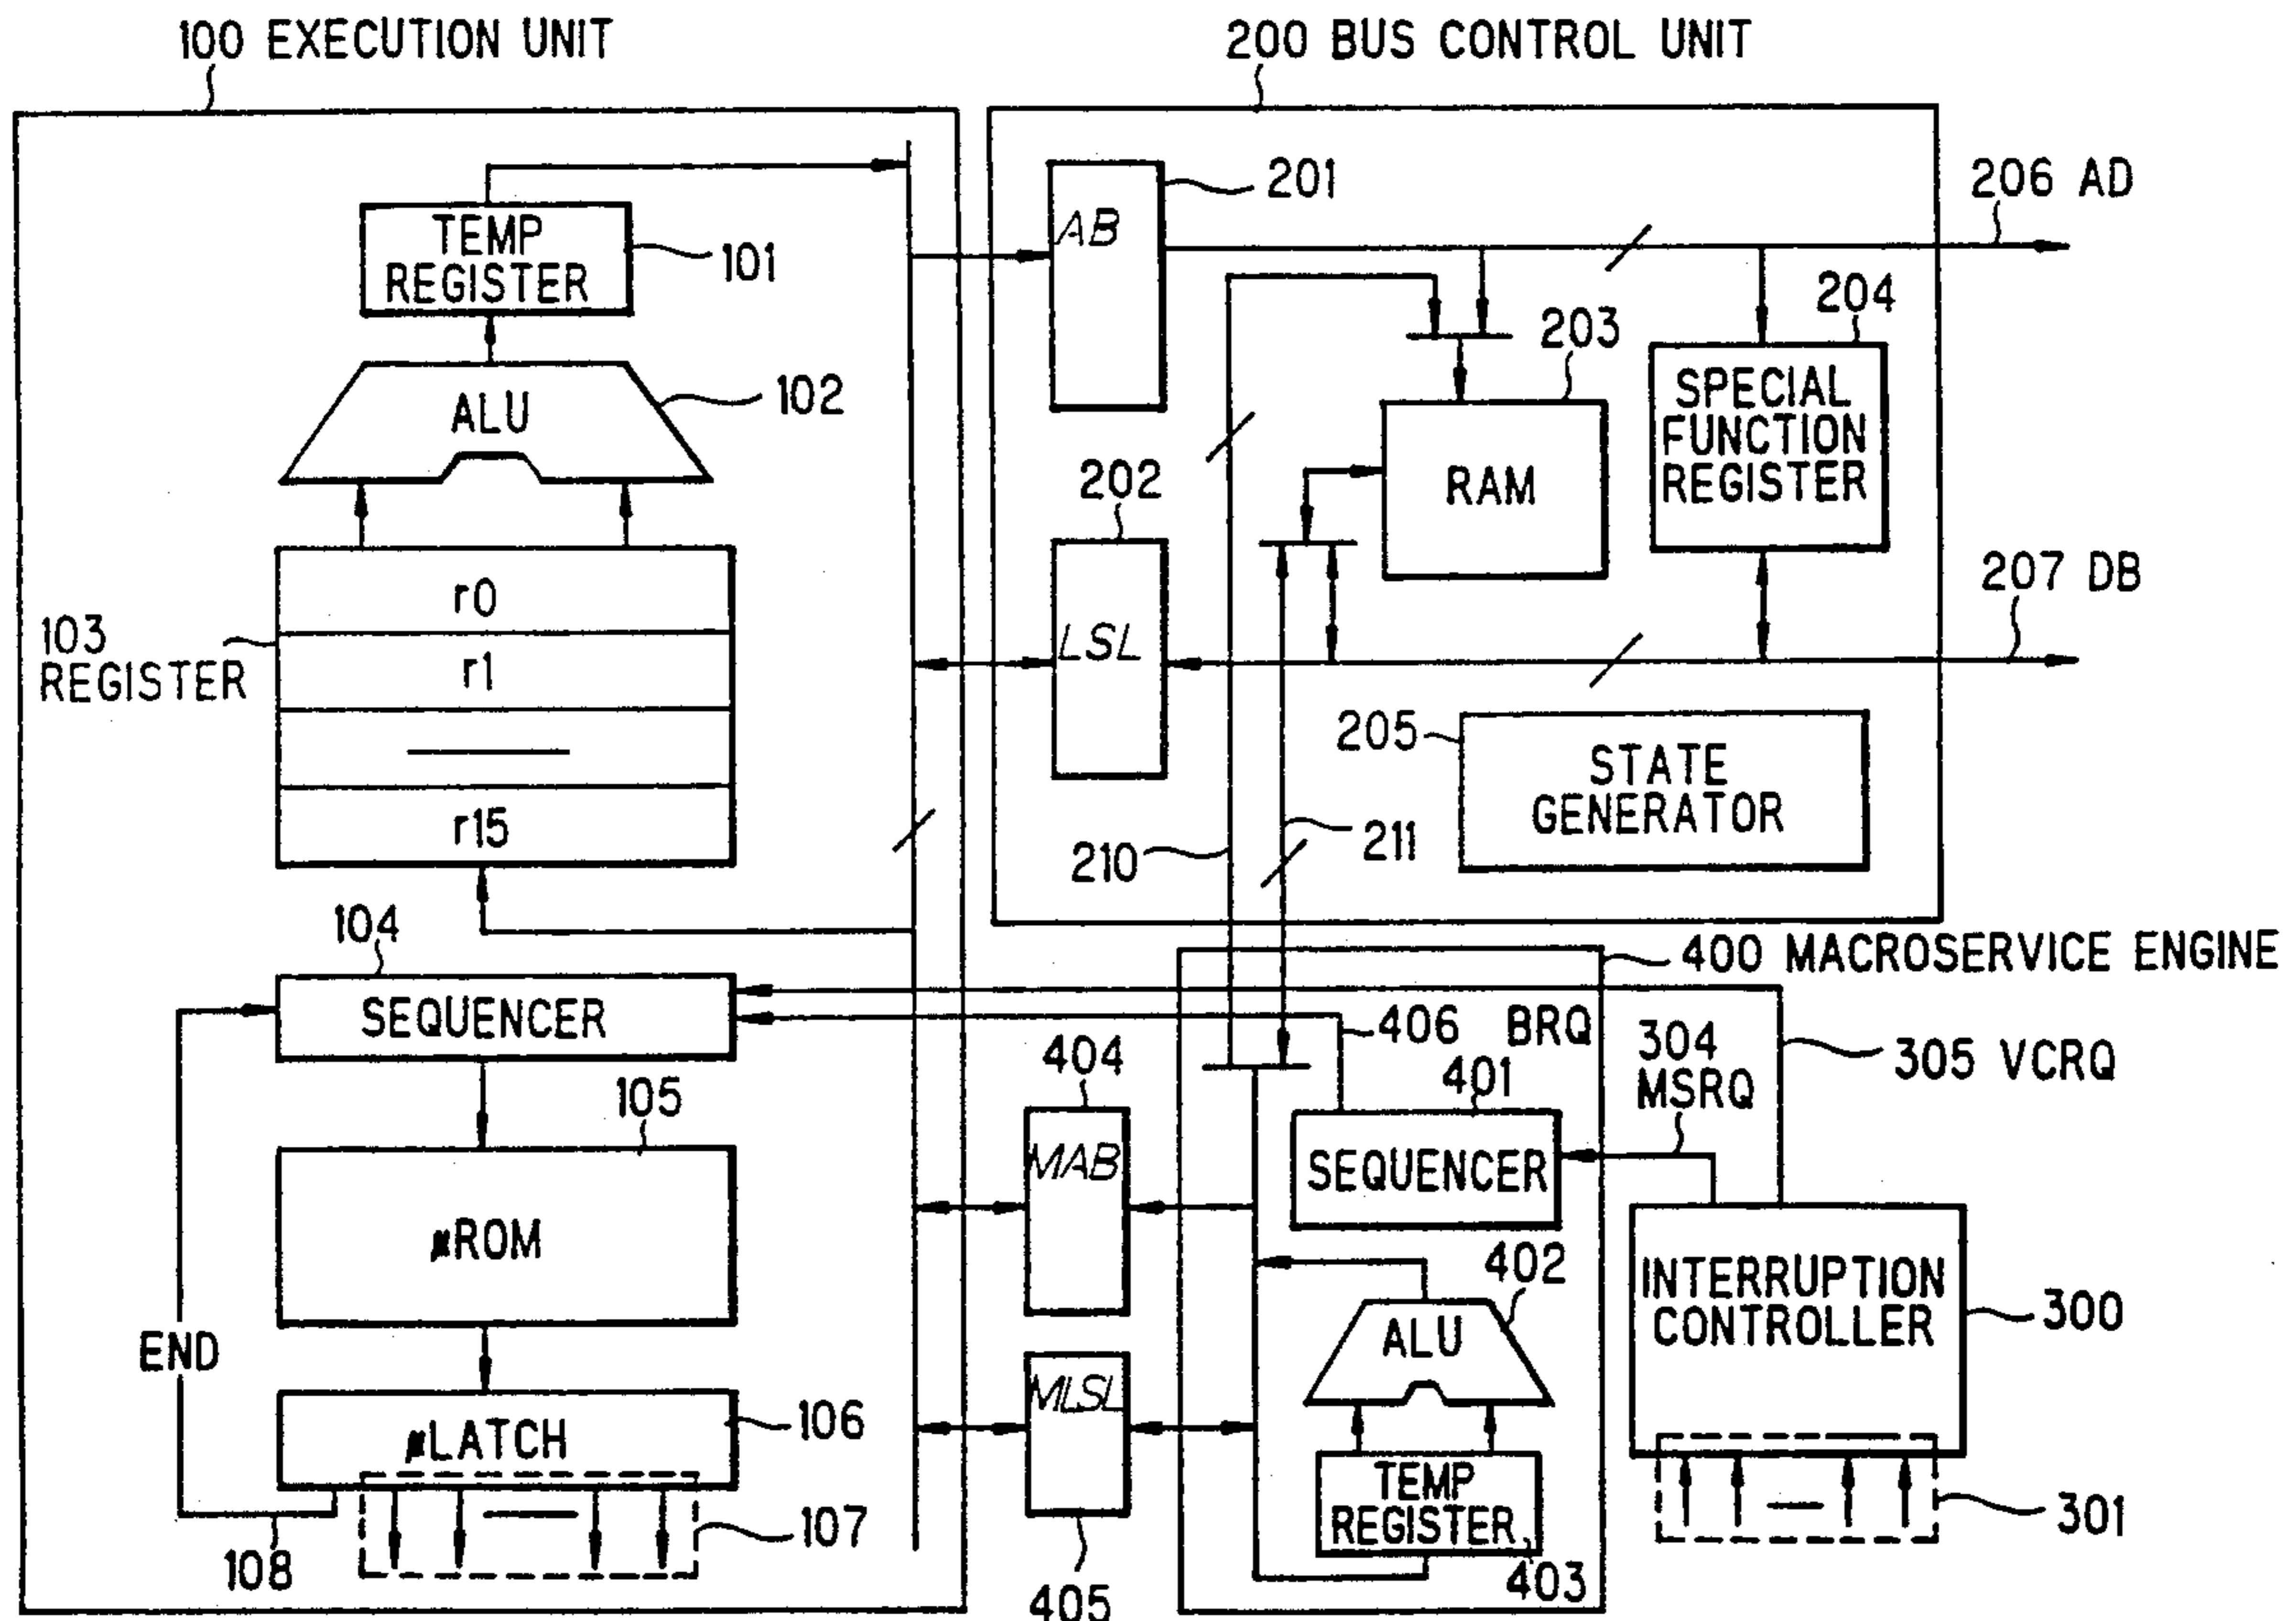 100 EXECUTION UNIT
200 BUS CONTROL UNIT
201
206 AD
AB
TEMP
REGISTER
101
204
203
SPECIAL
FUNCTION
REGISTER
102
ALU
202
RAM
207 DB
r0
103
REGISTER
LSL
r1
205
STATE
GENERATOR
r15
210
211
104
400 MACROSERVICE ENGINE
SEQUENCER
406 BRQ
304
MSRQ
305 VCRQ
404
401
105
MAB
SEQUENCER
μROM
402
INTERRUPTION
CONTROLLER
300
END
ALU
MLSL
106
μLATCH
TEMP
REGISTER
107
301
108
403
405